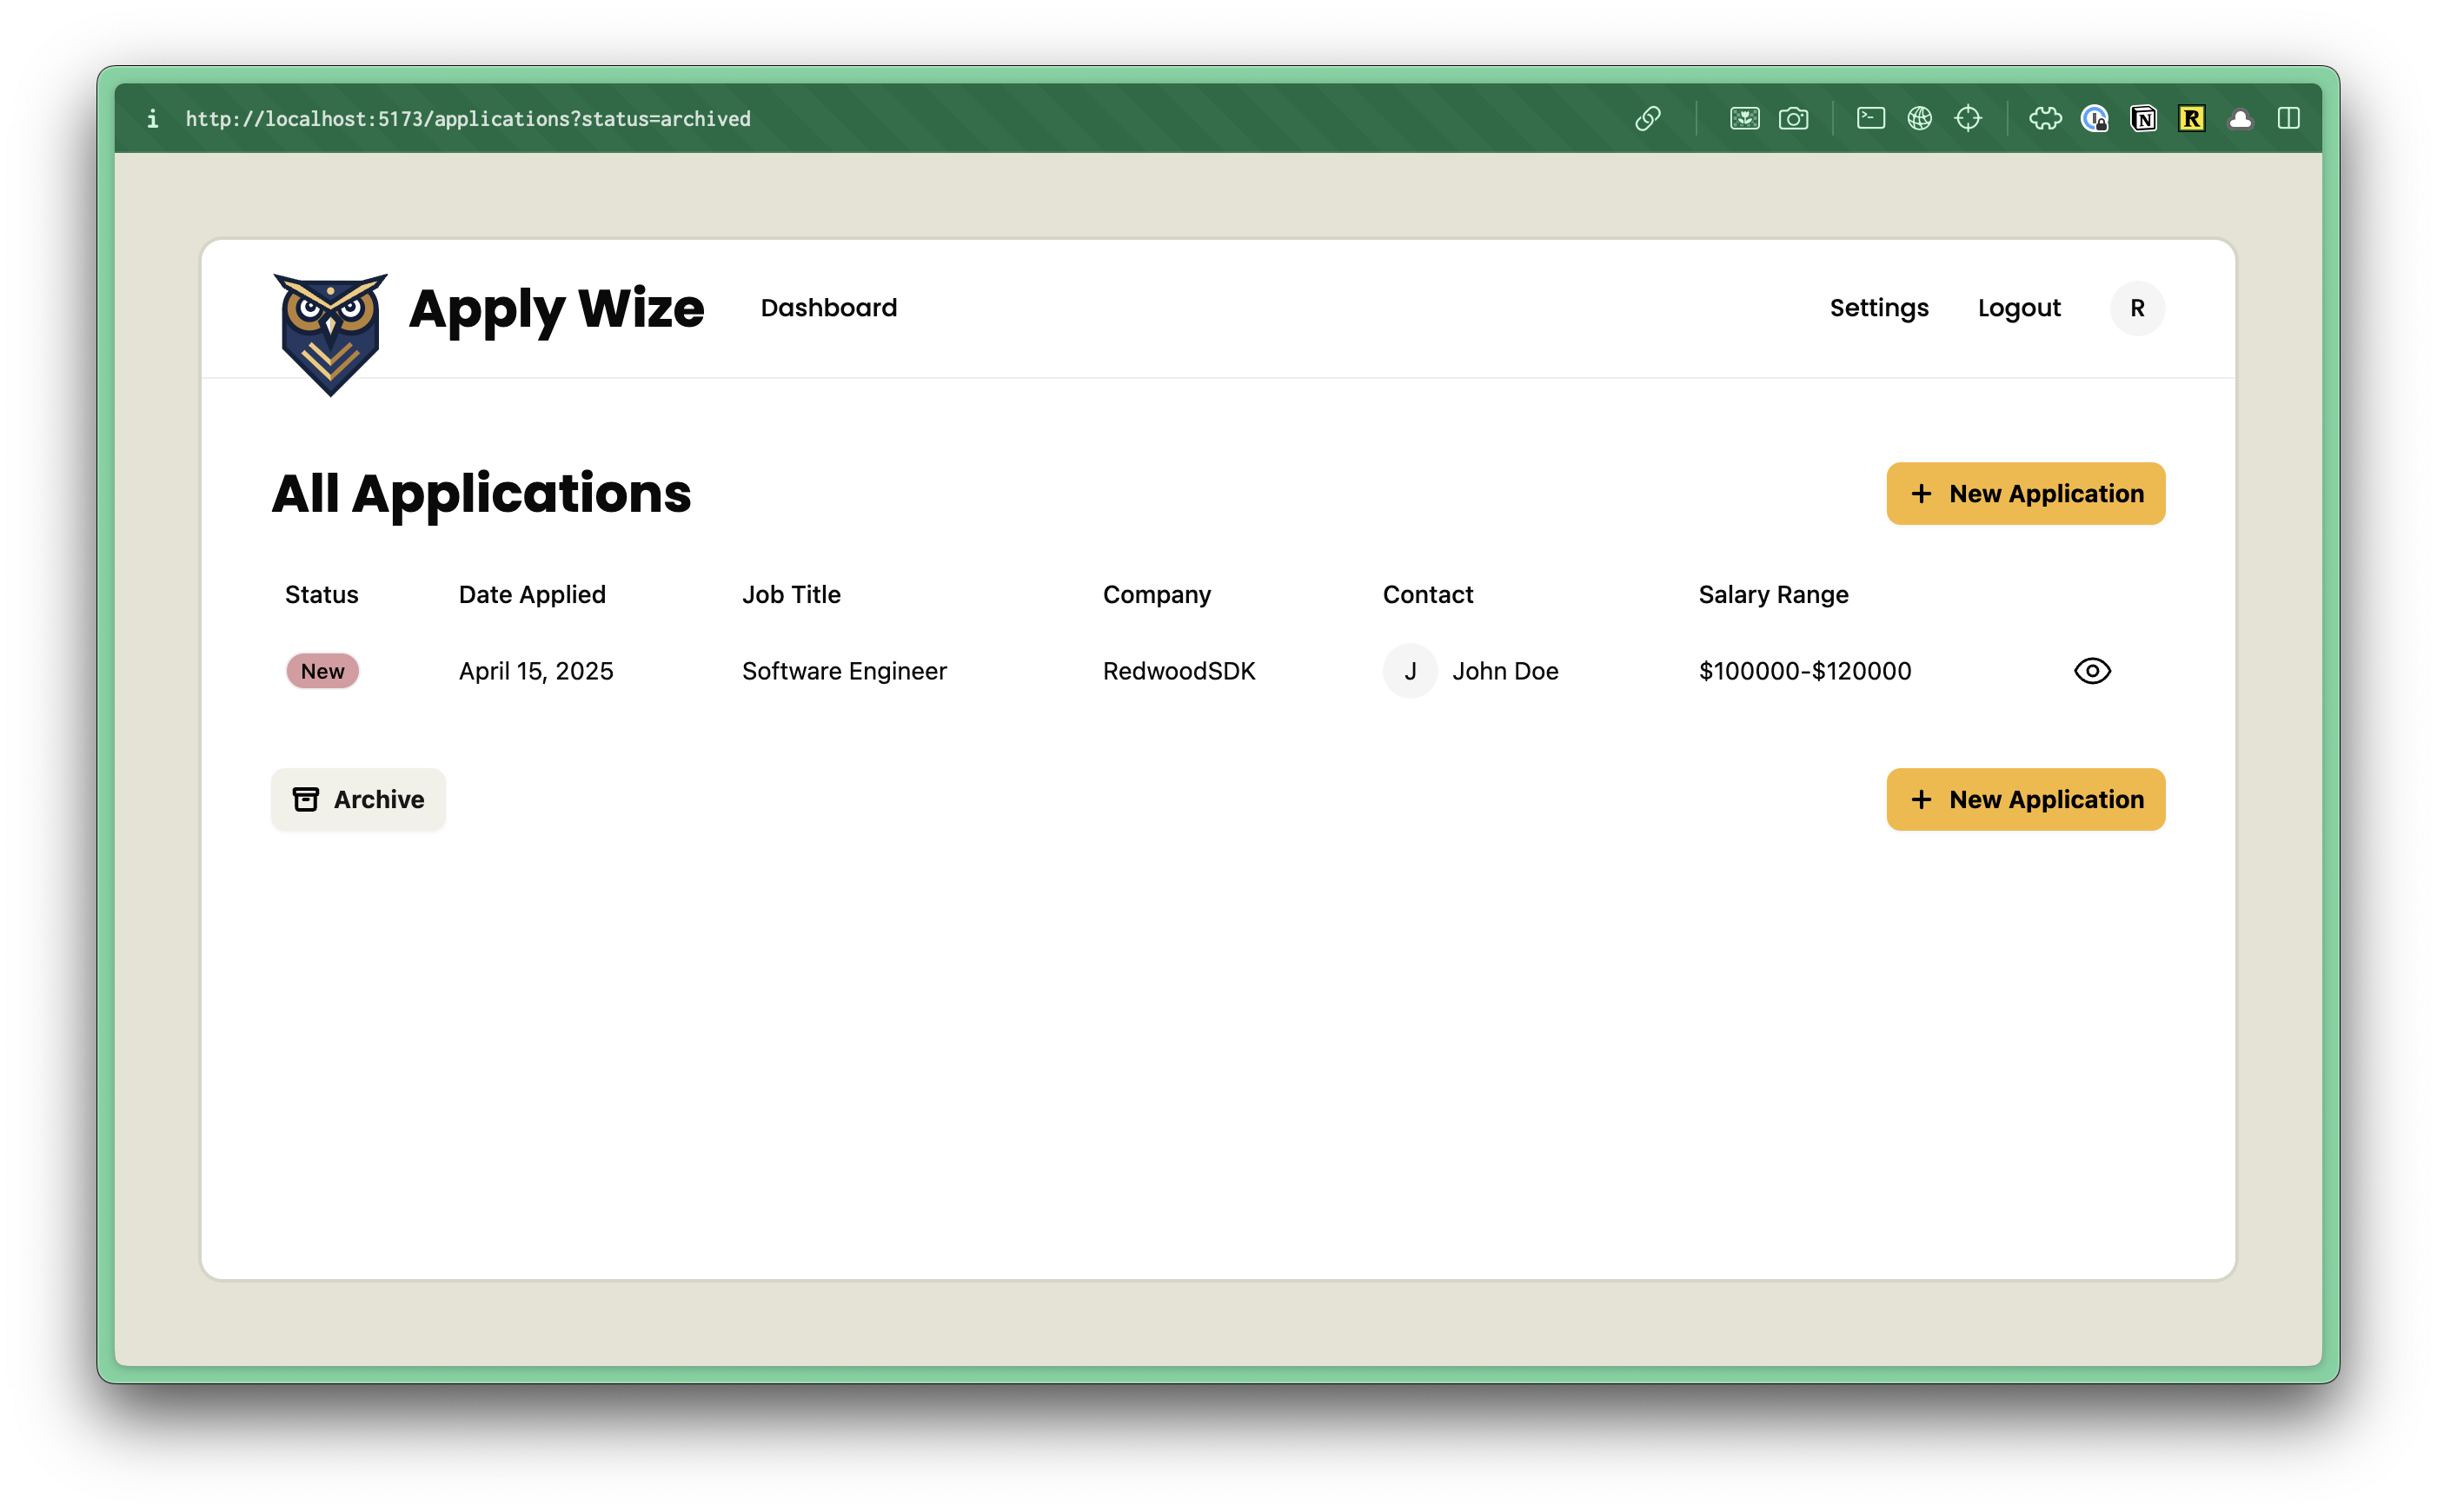 http://localhost:5173/applications?status=archived
Apply Wize Dashboard Settings Logout R
All Applications + New Application
Status Date Applied Job Title Company Contact Salary Range
New April 15, 2025 Software Engineer RedwoodSDK J John Doe $100000-$120000
Archive + New Application